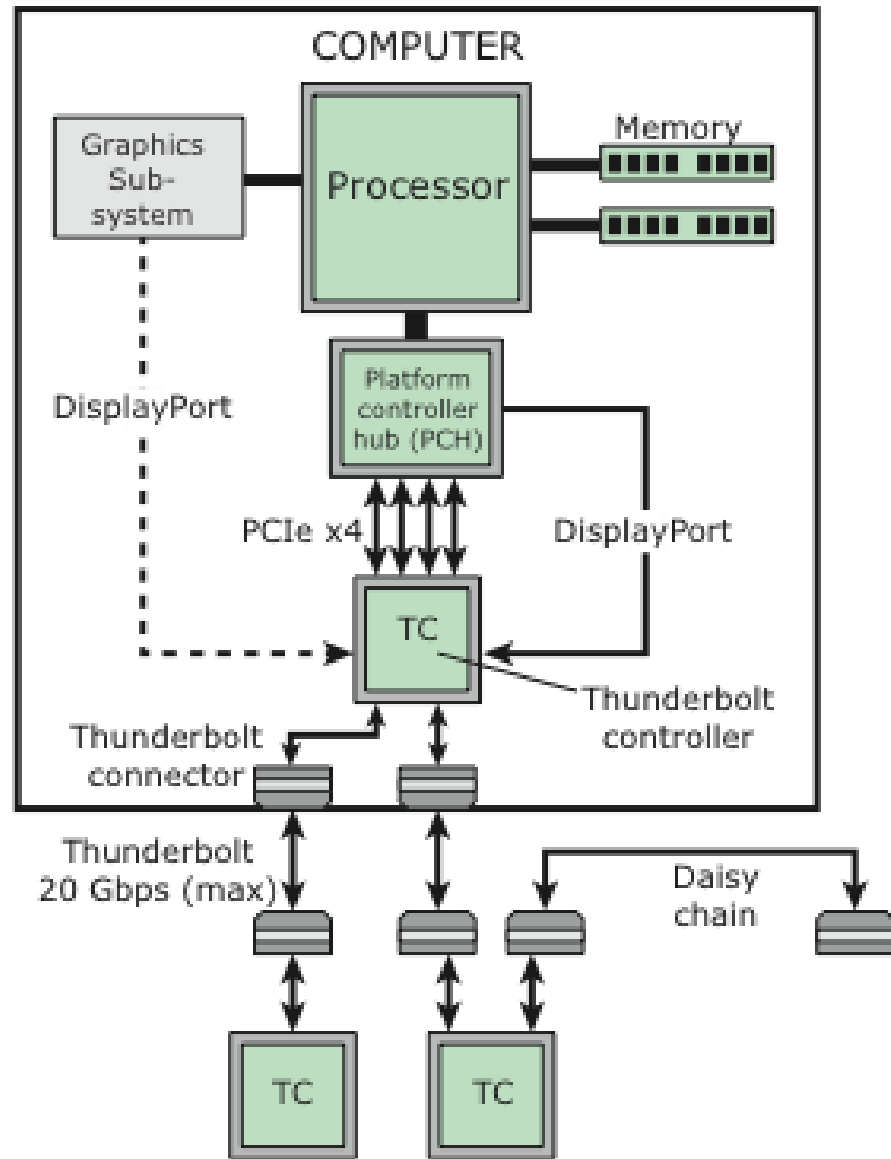 COMPUTER
Graphics
Sub-
system
Processor
Memory
DisplayPort
Platform
controller
hub (PCH)
PCIe x4
DisplayPort
TC
Thunderbolt
controller
Thunderbolt
connector
Thunderbolt
20 Gbps (max)
Daisy
chain
TC
TC